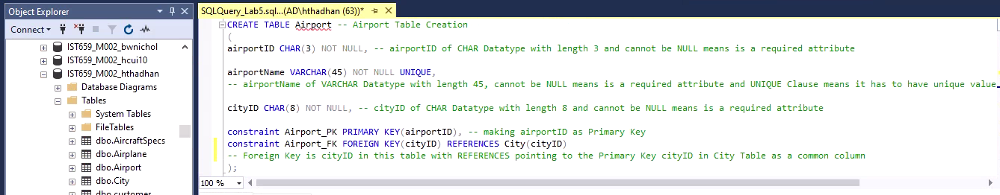 Object Explorer
Connect
IST659_M002_bwnichol
IST659_M002_hcui10
IST659_M002_hthadhan
Database Diagrams
Tables
System Tables
FileTables
dbo.AircraftSpecs
dbo.Airplane
dbo.Airport
dbo.City
dbo.customer
SQLQuery_Lab5.sql...(AD\hthadhan (63))*
CREATE TABLE Airport -- Airport Table Creation
(
airportID CHAR(3) NOT NULL, -- airportID of CHAR Datatype with length 3 and cannot be NULL means is a required attribute
airportName VARCHAR(45) NOT NULL UNIQUE,
-- airportName of VARCHAR Datatype with length 45, cannot be NULL means is a required attribute and UNIQUE Clause means it has to have unique value
cityID CHAR(8) NOT NULL, -- cityID of CHAR Datatype with length 8 and cannot be NULL means is a required attribute
constraint Airport_PK PRIMARY KEY(airportID), -- making airportID as Primary Key
constraint Airport_FK FOREIGN KEY(cityID) REFERENCES City(cityID)
-- Foreign Key is cityID in this table with REFERENCES pointing to the Primary Key cityID in City Table as a common column
);
100 %